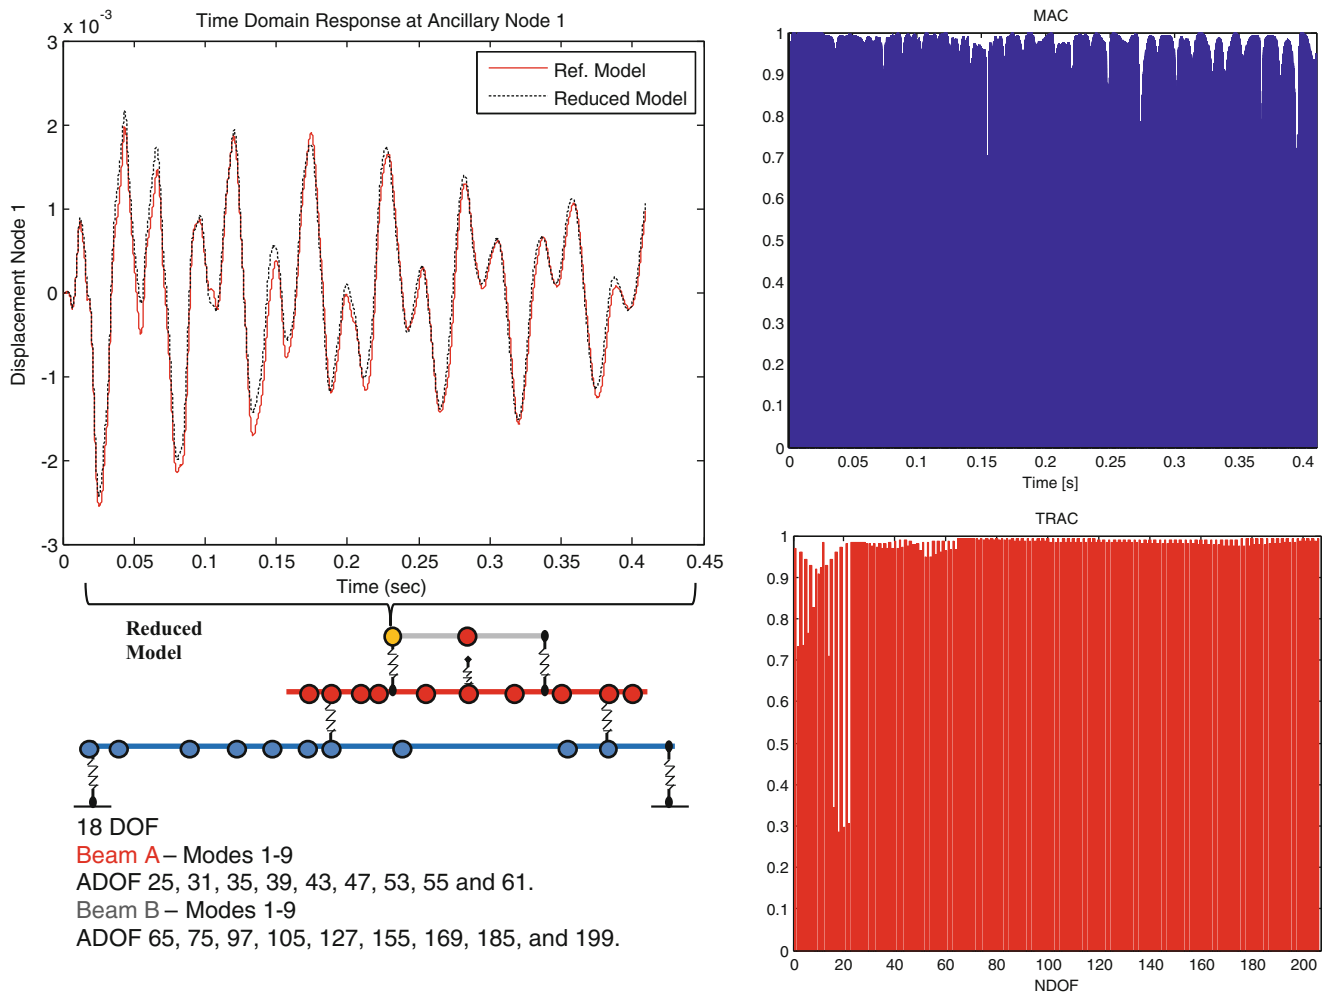 Time Domain Response at Ancillary Node 1
x 10⁻³
3
2
1
0
-1
-2
-3
Displacement Node 1
Ref. Model
Reduced Model
0 0.05 0.1 0.15 0.2 0.25 0.3 0.35 0.4 0.45
Time (sec)
MAC
1
0.9
0.8
0.7
0.6
0.5
0.4
0.3
0.2
0.1
0
0 0.05 0.1 0.15 0.2 0.25 0.3 0.35 0.4
Time [s]
Reduced
Model
18 DOF
Beam A – Modes 1-9
ADOF 25, 31, 35, 39, 43, 47, 53, 55 and 61.
Beam B – Modes 1-9
ADOF 65, 75, 97, 105, 127, 155, 169, 185, and 199.
TRAC
1
0.9
0.8
0.7
0.6
0.5
0.4
0.3
0.2
0.1
0
0 20 40 60 80 100 120 140 160 180 200
NDOF